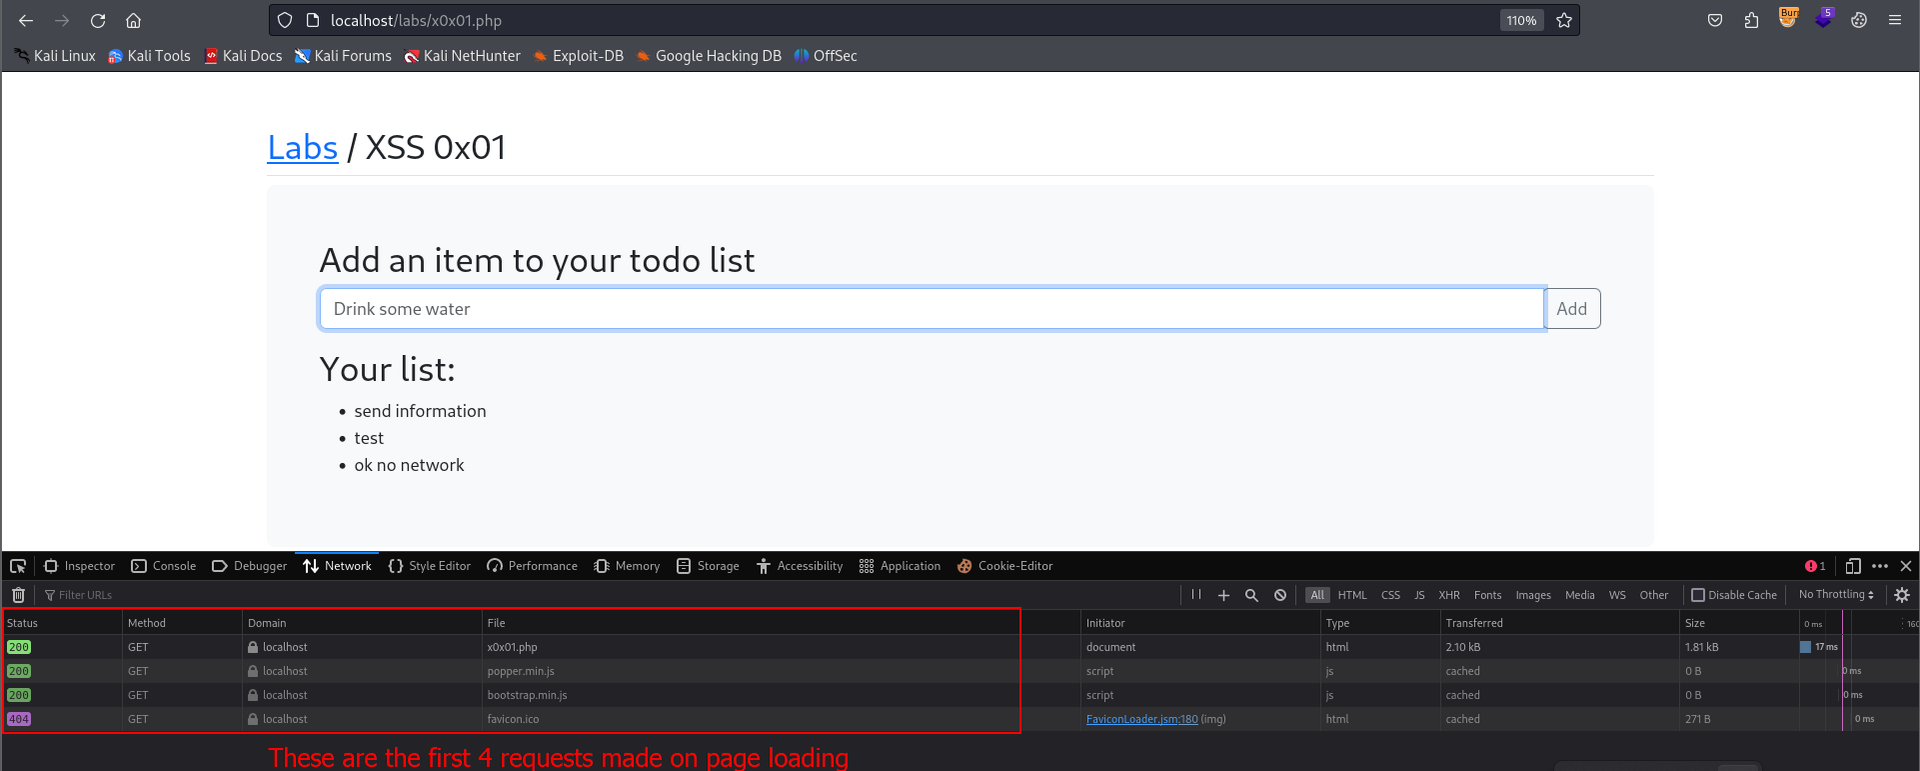 localhost/labs/x0x01.php 110% Burr 5
Kali Linux Kali Tools Kali Docs Kali Forums Kali NetHunter Exploit-DB Google Hacking DB OffSec
Labs / XSS 0x01
Add an item to your todo list
Drink some water Add
Your list:
• send information
• test
• ok no network
Inspector Console Debugger Network Style Editor Performance Memory Storage Accessibility Application Cookie-Editor 1
Filter URLs All HTML CSS JS XHR Fonts Images Media WS Other Disable Cache No Throttling
Status Method Domain File Initiator Type Transferred Size 0 ms 160
200 GET localhost x0x01.php document html 2.10 kB 1.81 kB 17 ms
200 GET localhost popper.min.js script js cached 0 B 0 ms
200 GET localhost bootstrap.min.js script js cached 0 B 0 ms
404 GET localhost favicon.ico FaviconLoader.jsm:180 (img) html cached 271 B 0 ms
These are the first 4 requests made on page loading